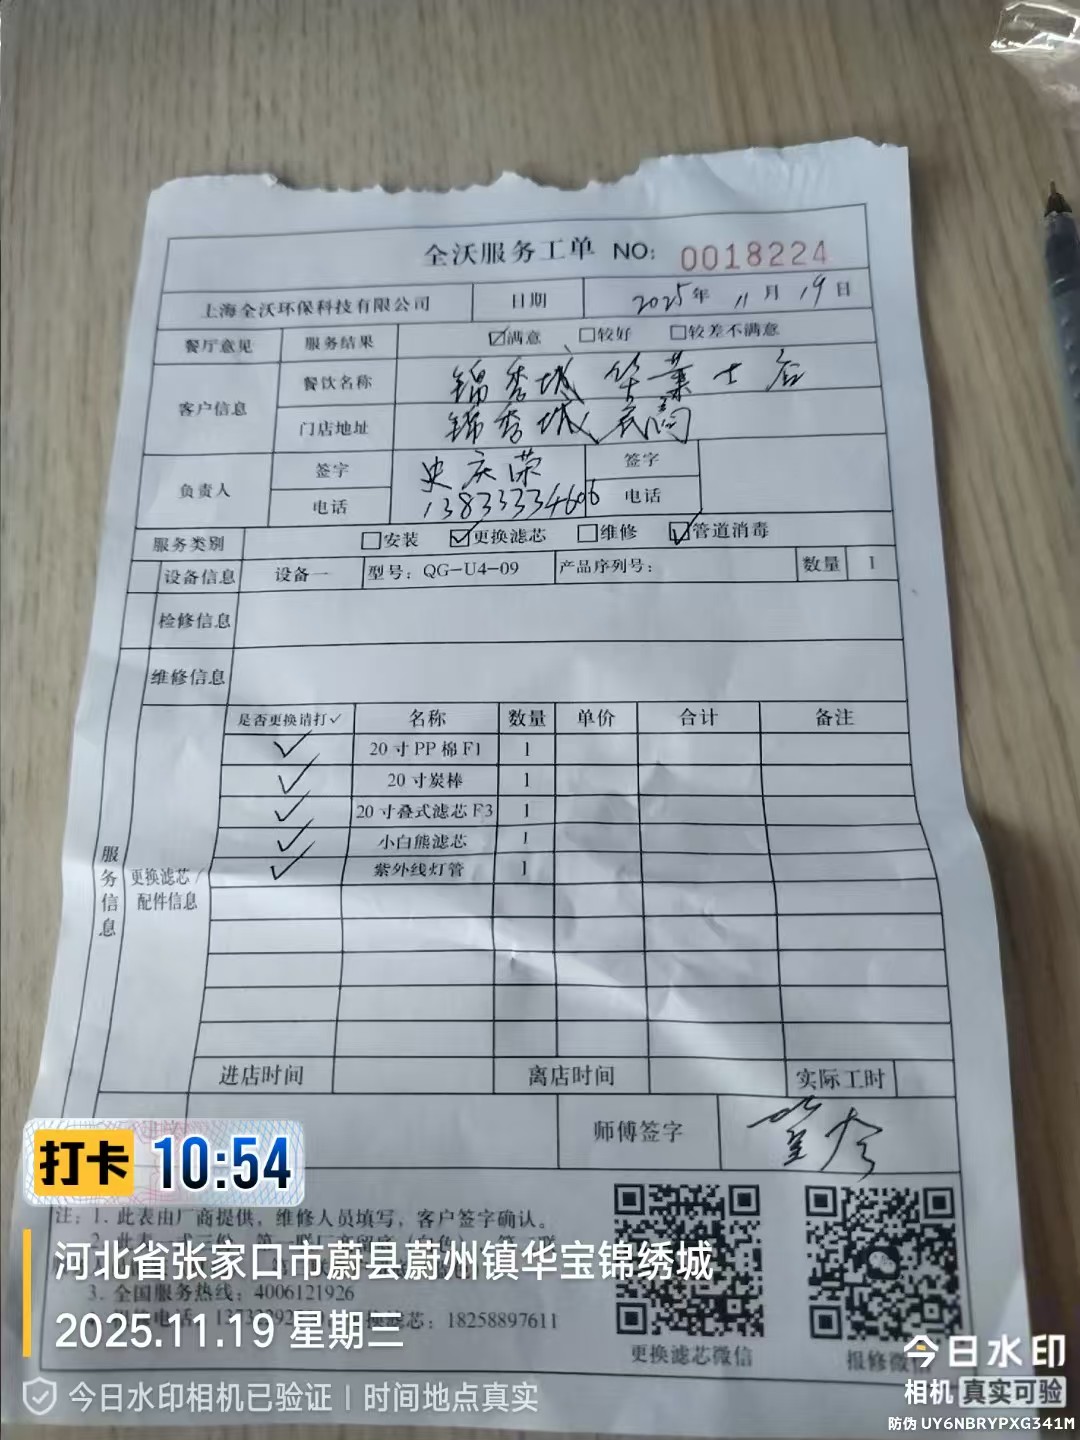 全沃服务工单 NO: 0018224
上海全沃环保科技有限公司 日期 2025年 11月 19日
餐厅意见 服务结果 ☑满意 □较好 □较差不满意
客户信息 餐饮名称 锦秀城华莱士店
门店地址 锦秀城
负责人 签字 史庆荣 签字
电话 13833334606 电话
服务类别 □安装 ☑更换滤芯 □维修 ☑管道消毒
设备信息 设备一 型号: QG-U4-09 产品序列号: 数量 1
检修信息
维修信息
服务信息
更换滤芯/配件信息
是否更换请打✓ 名称 数量 单价 合计 备注
✓ 20寸PP棉F1 1
✓ 20寸炭棒 1
✓ 20寸叠式滤芯F3 1
✓ 小白熊滤芯 1
✓ 紫外线灯管 1
进店时间 离店时间 实际工时
师傅签字
注: 1. 此表由厂商提供, 维修人员填写, 客户签字确认。
3. 全国服务热线: 4006121926
换滤芯: 18258897611
更换滤芯微信 报修微信
打卡 10:54
河北省张家口市蔚县蔚州镇华宝锦绣城
2025.11.19 星期三
今日水印相机已验证 | 时间地点真实
今日水印
相机 真实可验
防伪 UY6NBRYPXG341M